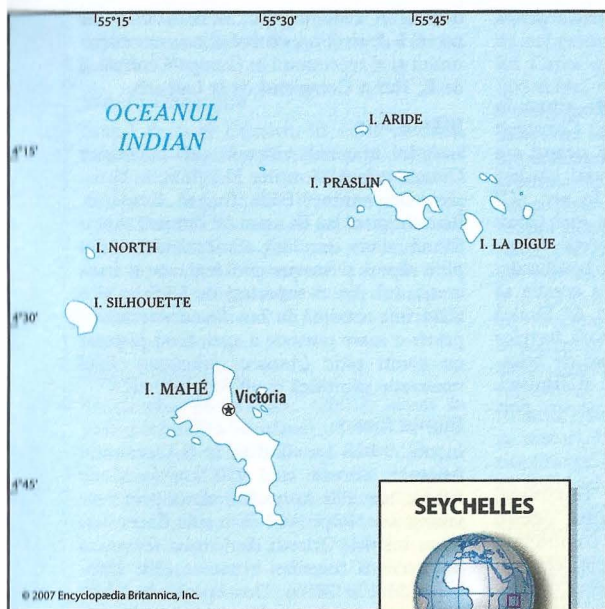 55°15'
55°30'
55°45'
OCEANUL
INDIAN
I. ARIDE
4°15'
I. PRASLIN
I. LA DIGUE
I. NORTH
I. SILHOUETTE
4°30'
I. MAHÉ
Victoria
4°45'
SEYCHELLES
© 2007 Encyclopædia Britannica, Inc.